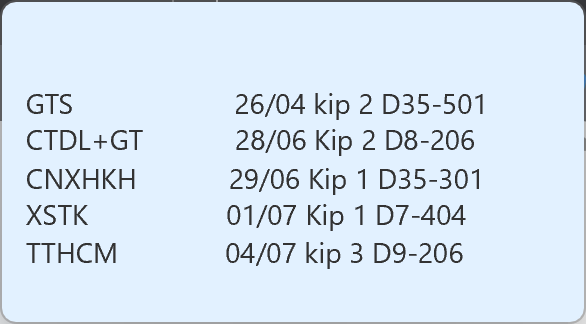 GTS 26/04 kip 2 D35-501
CTDL+GT 28/06 Kip 2 D8-206
CNXHKH 29/06 Kip 1 D35-301
XSTK 01/07 Kip 1 D7-404
TTHCM 04/07 kip 3 D9-206